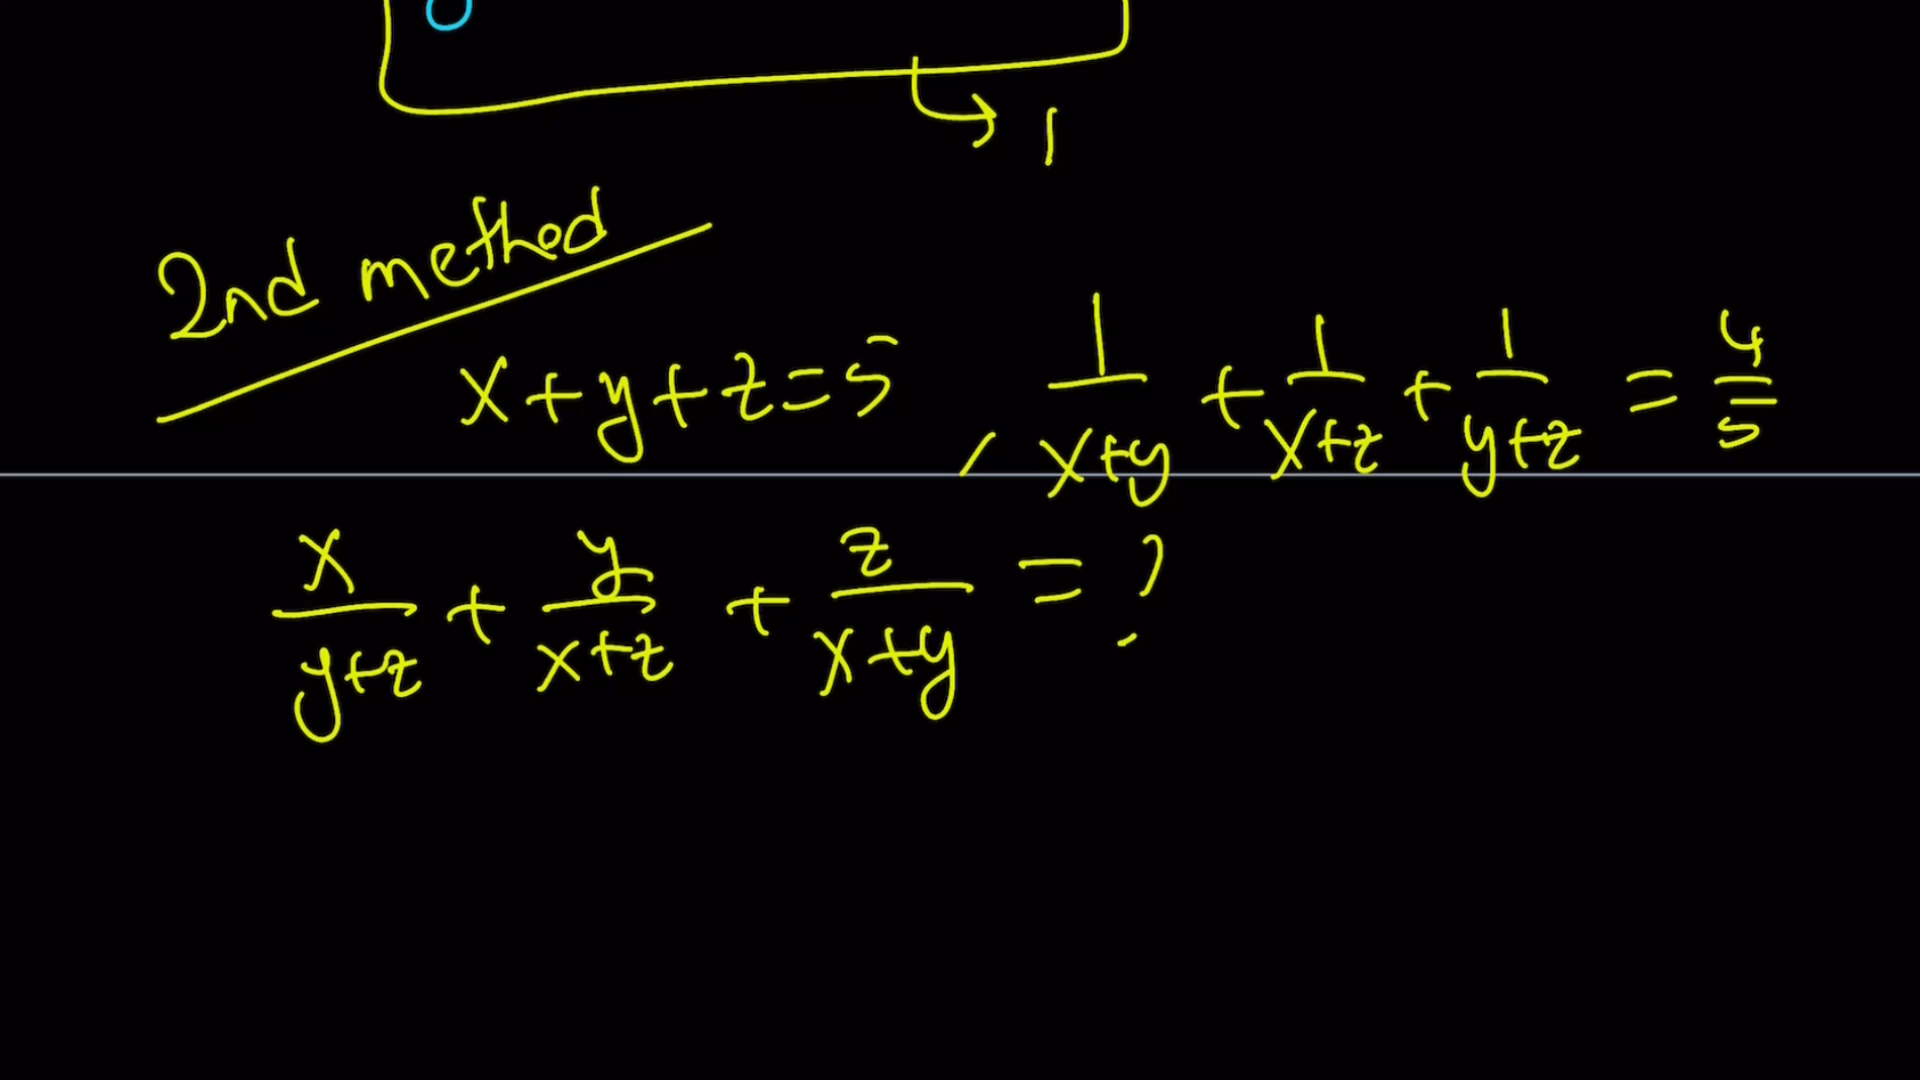 1
2nd method
x+y+z=5, 1/(x+y) + 1/(x+z) + 1/(y+z) = 4/5
x/(y+z) + y/(x+z) + z/(x+y) = ?